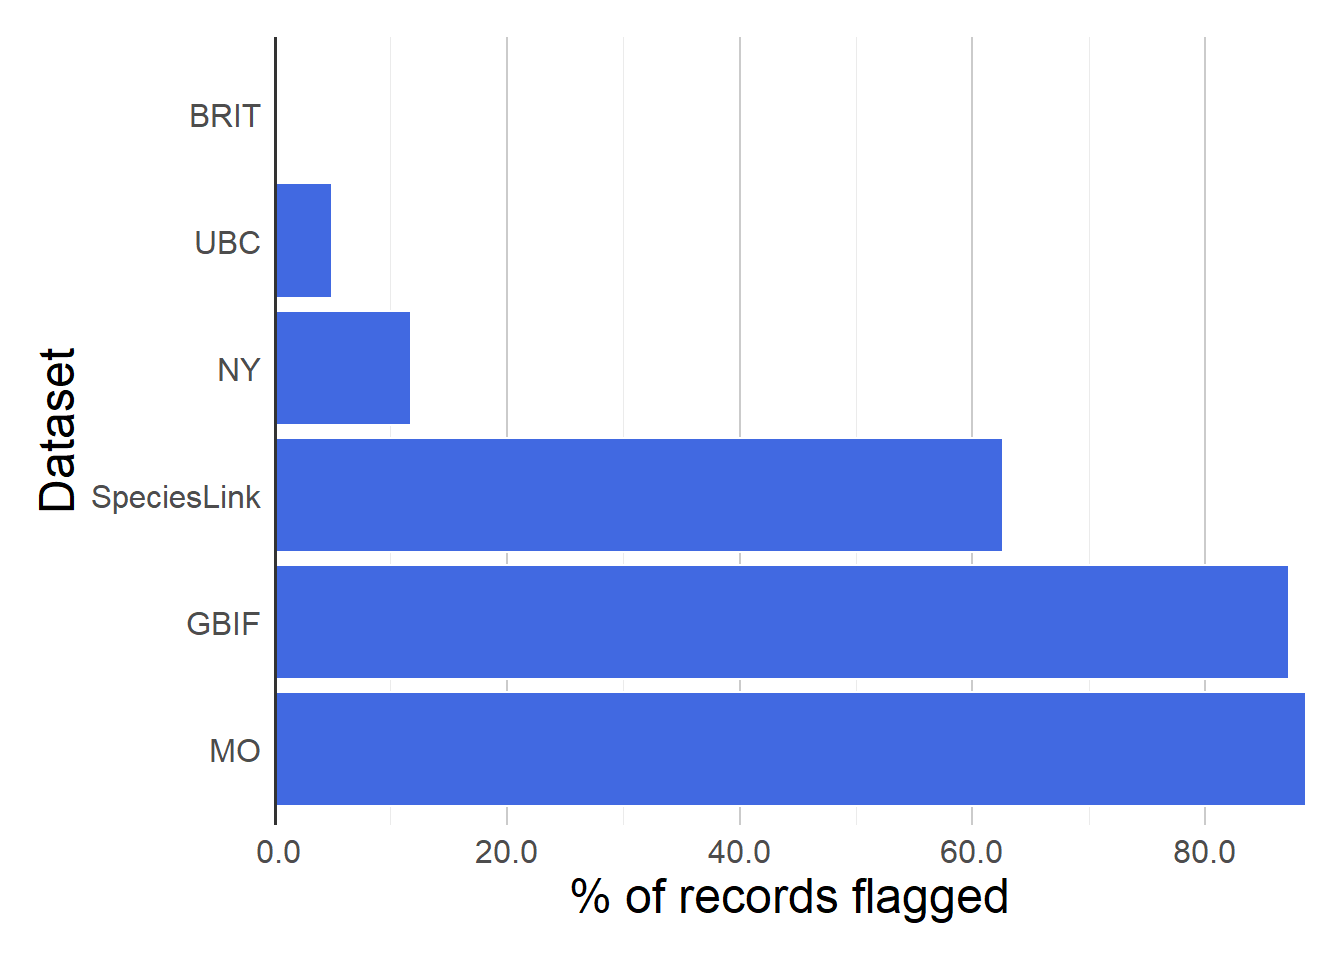 BRIT
UBC
NY
SpeciesLink
GBIF
MO
Dataset
0.0 20.0 40.0 60.0 80.0
% of records flagged